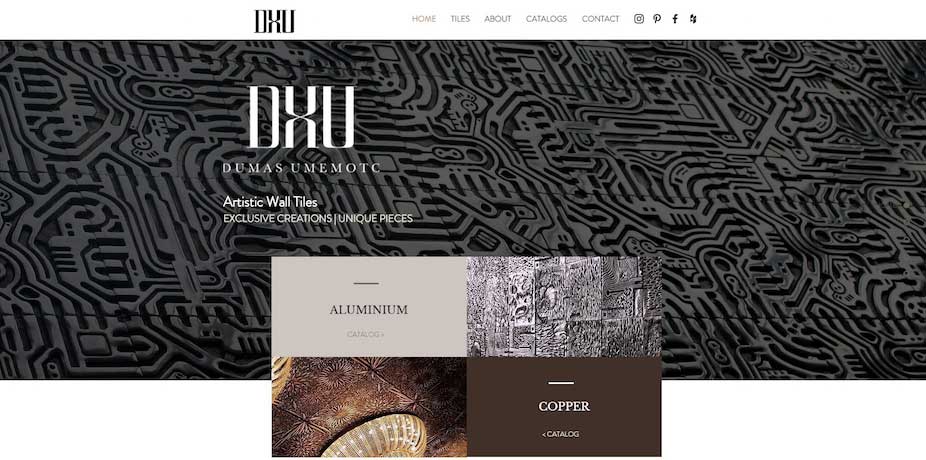 DXU
HOME TILES ABOUT CATALOGS CONTACT
DXU
DUMAS UMEMOTC
Artistic Wall Tiles
EXCLUSIVE CREATIONS | UNIQUE PIECES
ALUMINIUM
CATALOG >
COPPER
< CATALOG